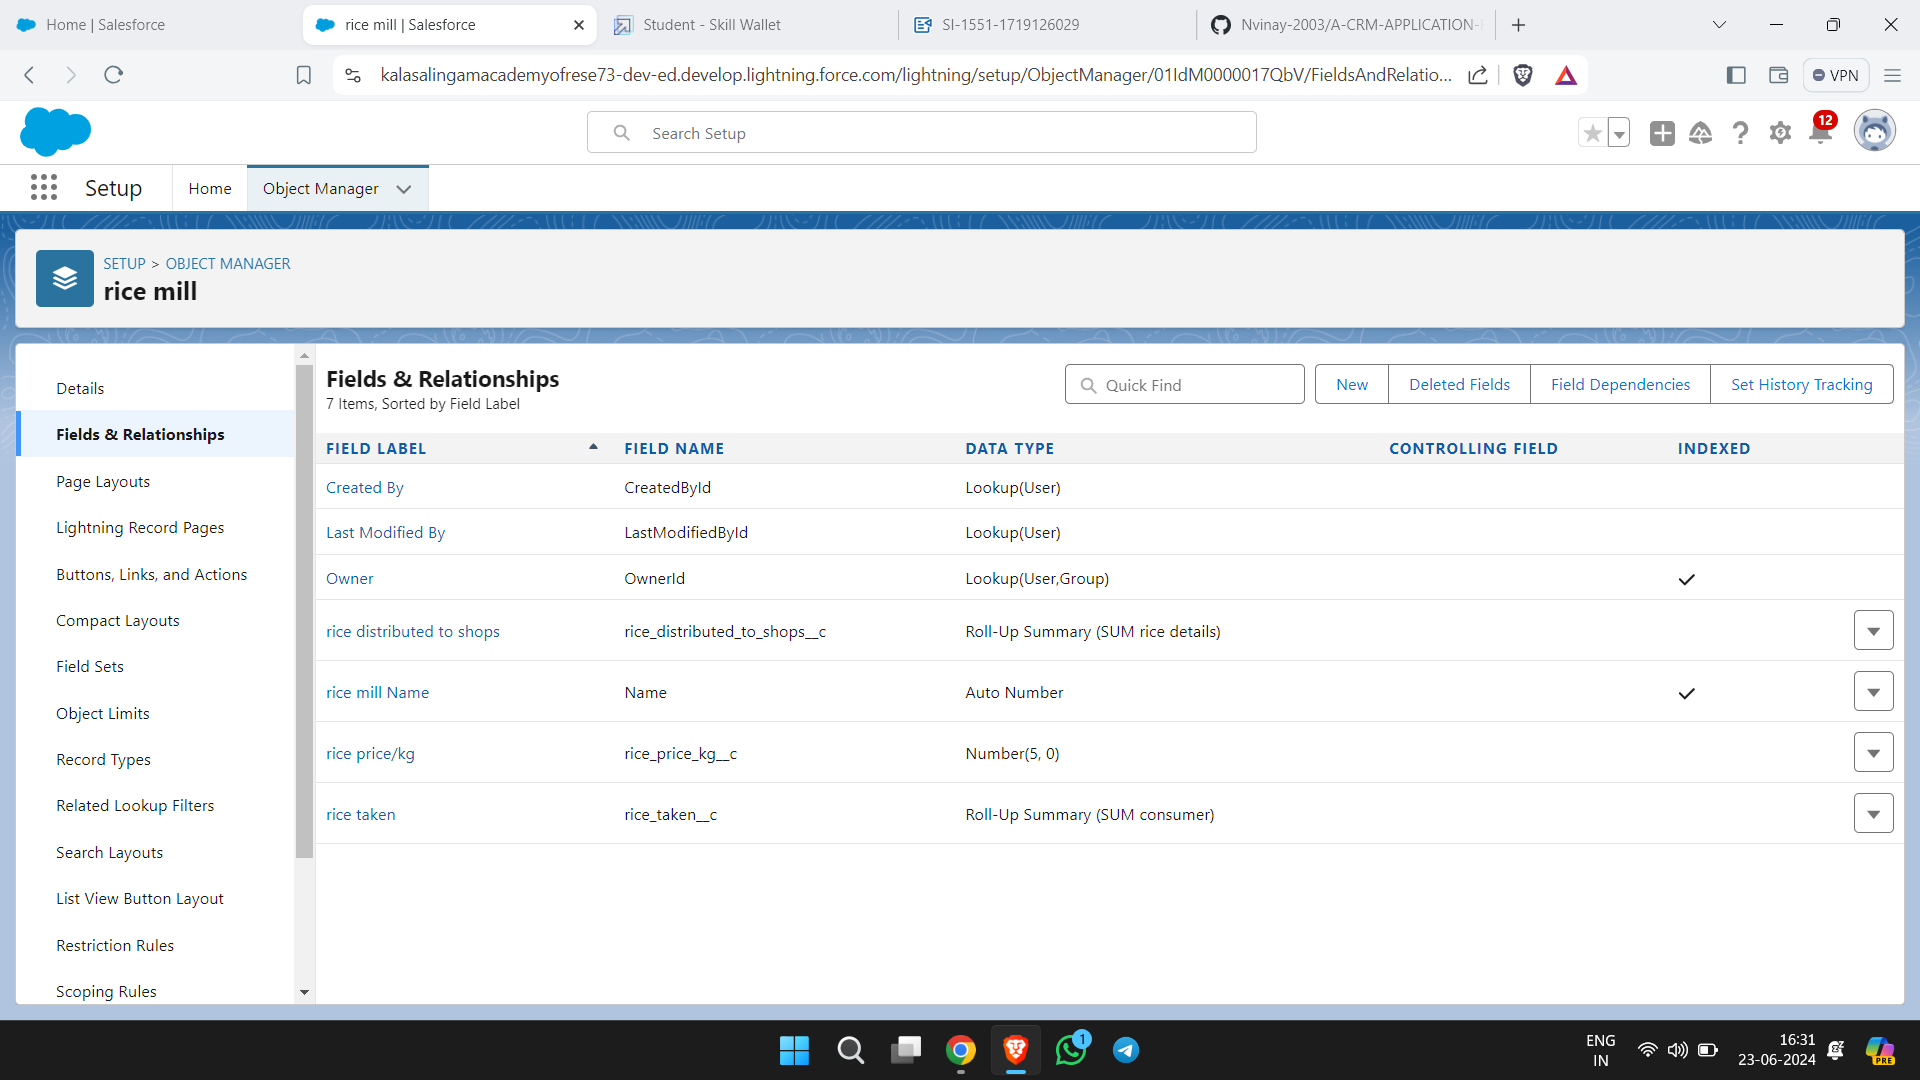 Home | Salesforce
rice mill | Salesforce
Student - Skill Wallet
SI-1551-1719126029
Nvinay-2003/A-CRM-APPLICATION-
kalasalingamacademyofrese73-dev-ed.develop.lightning.force.com/lightning/setup/ObjectManager/01IdM0000017QbV/FieldsAndRelatio...
VPN
Search Setup
12
Setup
Home
Object Manager
SETUP > OBJECT MANAGER
rice mill
Details
Fields & Relationships
Page Layouts
Lightning Record Pages
Buttons, Links, and Actions
Compact Layouts
Field Sets
Object Limits
Record Types
Related Lookup Filters
Search Layouts
List View Button Layout
Restriction Rules
Scoping Rules
Fields & Relationships
7 Items, Sorted by Field Label
Quick Find
New
Deleted Fields
Field Dependencies
Set History Tracking
FIELD LABEL FIELD NAME DATA TYPE CONTROLLING FIELD INDEXED
Created By CreatedById Lookup(User)
Last Modified By LastModifiedById Lookup(User)
Owner OwnerId Lookup(User,Group)
rice distributed to shops rice_distributed_to_shops__c Roll-Up Summary (SUM rice details)
rice mill Name Name Auto Number
rice price/kg rice_price_kg__c Number(5, 0)
rice taken rice_taken__c Roll-Up Summary (SUM consumer)
1
ENG
IN
16:31
23-06-2024
PRE